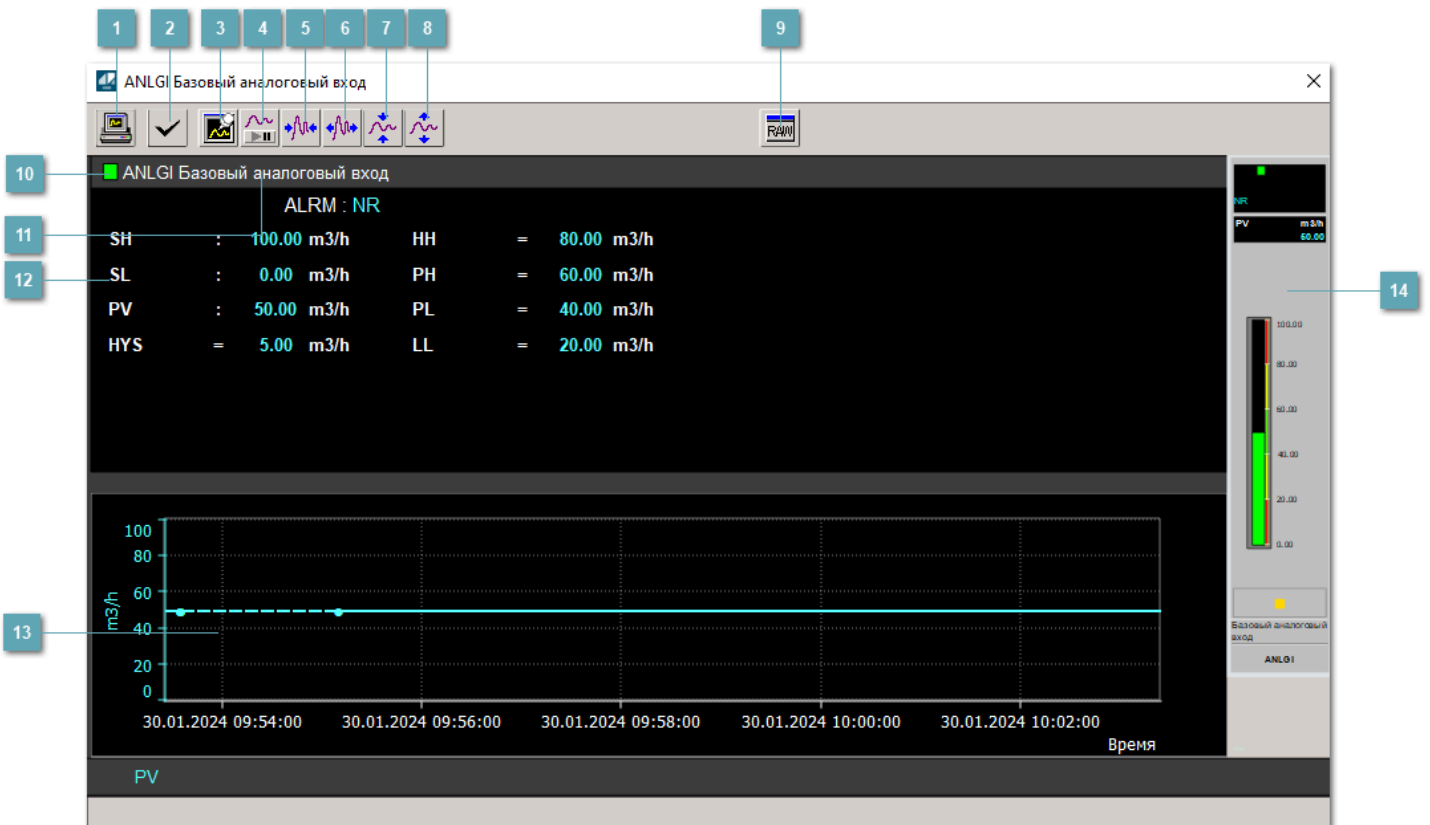 1 2 3 4 5 6 7 8 9
ANLGI Базовый аналоговый вход
RAW
10 ANLGI Базовый аналоговый вход
ALRM : NR
11
SH : 100.00 m3/h HH = 80.00 m3/h
12
SL : 0.00 m3/h PH = 60.00 m3/h
PV : 50.00 m3/h PL = 40.00 m3/h
HYS = 5.00 m3/h LL = 20.00 m3/h
NR
PV m3/h
50.00
14
100.00
80.00
60.00
40.00
20.00
0.00
Базовый аналоговый
вход
ANLGI
13
m3/h
100
80
60
40
20
0
30.01.2024 09:54:00 30.01.2024 09:56:00 30.01.2024 09:58:00 30.01.2024 10:00:00 30.01.2024 10:02:00
Время
PV